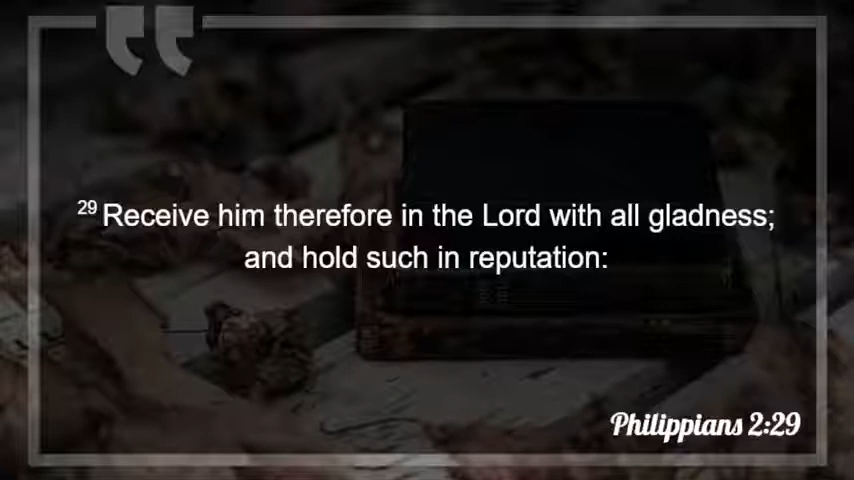 29 Receive him therefore in the Lord with all gladness;
and hold such in reputation:
Philippians 2:29